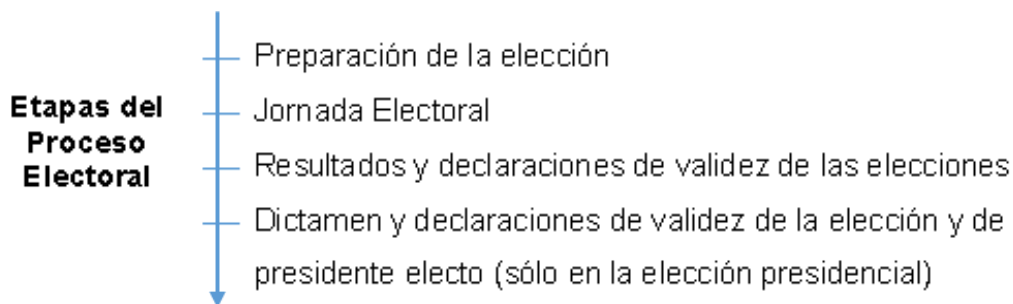 Etapas del
Proceso
Electoral
Preparación de la elección
Jornada Electoral
Resultados y declaraciones de validez de las elecciones
Dictamen y declaraciones de validez de la elección y de
presidente electo (sólo en la elección presidencial)